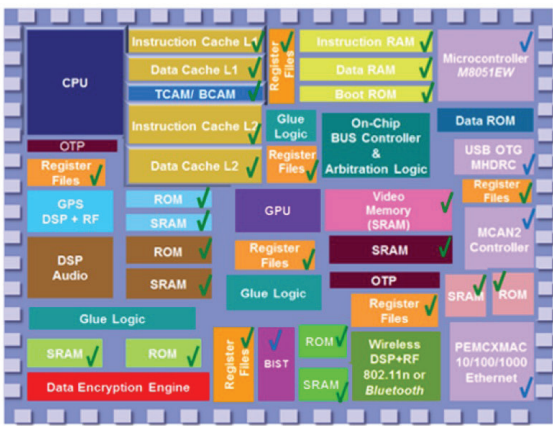 CPU
Instruction Cache L1
Data Cache L1
TCAM/ BCAM
Instruction Cache L2
Data Cache L2
Register
Files
Instruction RAM
Data RAM
Boot ROM
Microcontroller
M8051EW
OTP
Register
Files
Glue
Logic
Register
Files
On-Chip
BUS Controller
&
Arbitration Logic
Data ROM
USB OTG
MHDRC
Register
Files
GPS
DSP + RF
ROM
SRAM
GPU
Video
Memory
(SRAM)
MCAN2
Controller
DSP
Audio
ROM
SRAM
Register
Files
SRAM
Glue Logic
OTP
Register
Files
SRAM
ROM
Glue Logic
SRAM
ROM
Register
Files
BIST
ROM
SRAM
Wireless
DSP+RF
802.11n or
Bluetooth
PEMCXMAC
10/100/1000
Ethernet
Data Encryption Engine